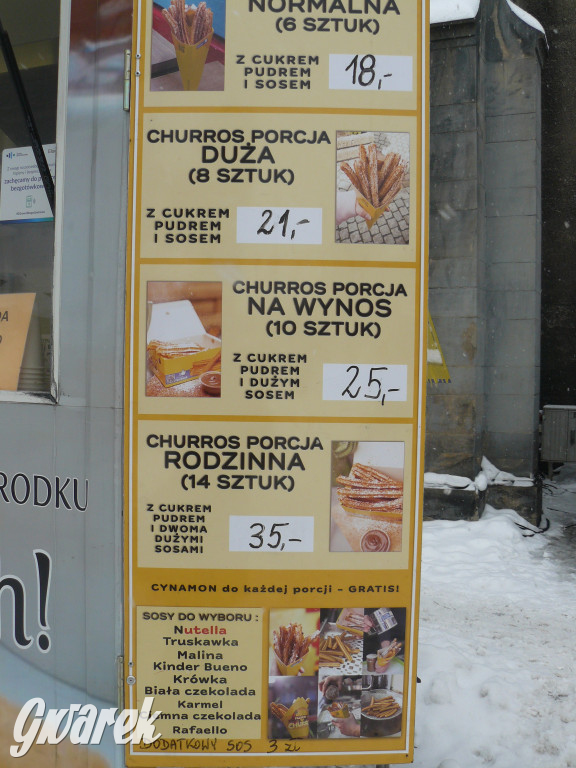 NORMALNA
(6 SZTUK)
Z CUKREM
PUDREM
I SOSEM
18,-
CHURROS PORCJA
DUŻA
(8 SZTUK)
Z CUKREM
PUDREM
I SOSEM
21,-
CHURROS PORCJA
NA WYNOS
(10 SZTUK)
Z CUKREM
PUDREM
I DUŻYM
SOSEM
25,-
CHURROS PORCJA
RODZINNA
(14 SZTUK)
Z CUKREM
PUDREM
I DWOMA
DUŻYMI
SOSAMI
35,-
CYNAMON do każdej porcji – GRATIS!
SOSY DO WYBORU :
Nutella
Truskawka
Malina
Kinder Bueno
Krówka
Biała czekolada
Karmel
czekolada
Rafaello
DODATKOWY SOS 3 zł
RODKU
h!
Gwarek